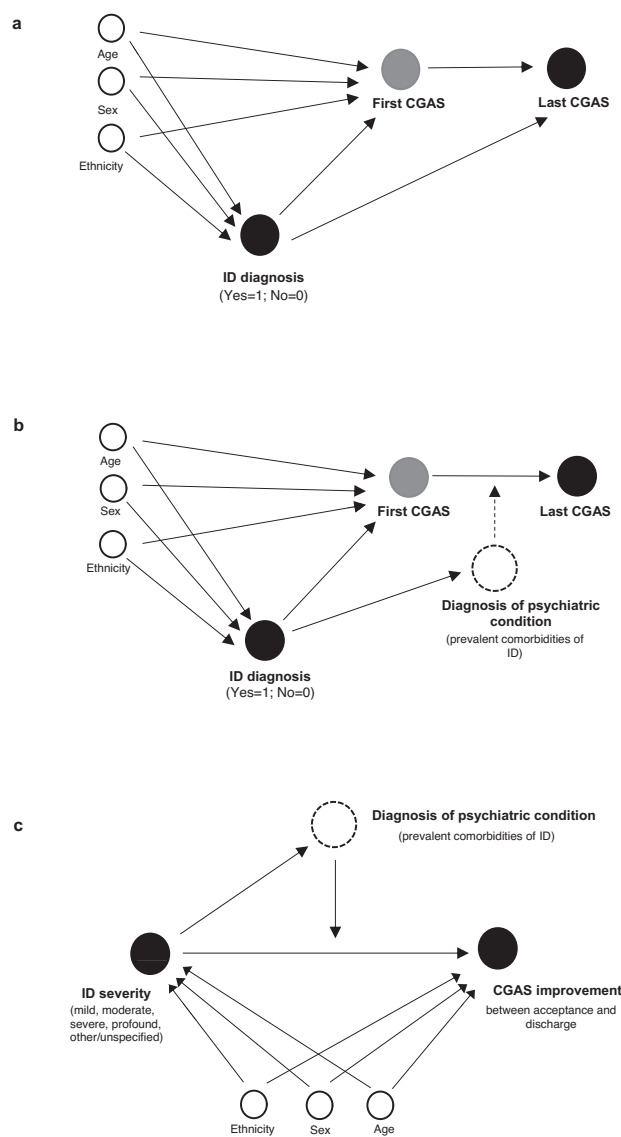 a
Age
Sex
Ethnicity
First CGAS
Last CGAS
ID diagnosis
(Yes=1; No=0)
b
Age
Sex
Ethnicity
First CGAS
Last CGAS
Diagnosis of psychiatric
condition
(prevalent comorbidities of
ID)
ID diagnosis
(Yes=1; No=0)
c
Diagnosis of psychiatric condition
(prevalent comorbidities of ID)
ID severity
(mild, moderate,
severe, profound,
other/unspecified)
CGAS improvement
between acceptance and
discharge
Ethnicity
Sex
Age